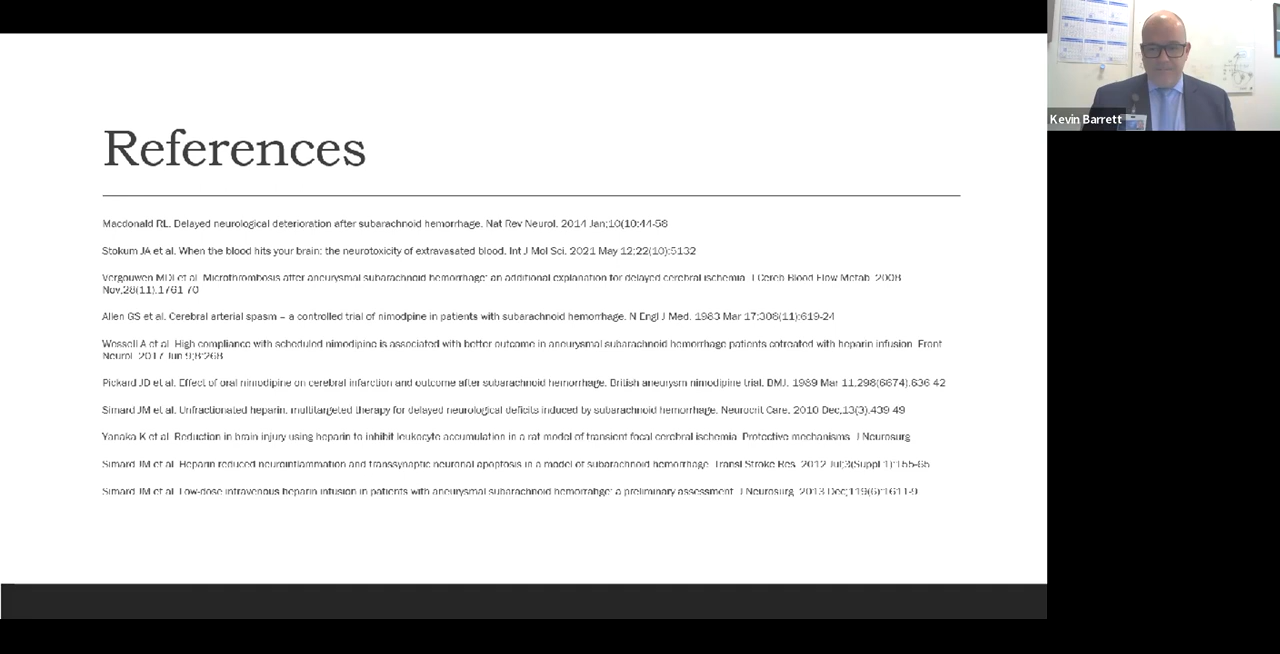 References
Macdonald RL. Delayed neurological deterioration after subarachnoid hemorrhage. Nat Rev Neurol. 2014 Jan;10(10:44-58
Stokum JA et al. When the blood hits your brain: the neurotoxicity of extravasated blood. Int J Mol Sci. 2021 May 12;22(10):5132
Vergouwen MDI et al. Microthrombosis after aneurysmal subarachnoid hemorrhage: an additional explanation for delayed cerebral ischemia. J Cereb Blood Flow Metab. 2008
Nov;28(11):1761-70
Allen GS et al. Cerebral arterial spasm – a controlled trial of nimodpine in patients with subarachnoid hemorrhage. N Engl J Med. 1983 Mar 17;308(11):619-24
Wessell A et al. High compliance with scheduled nimodipine is associated with better outcome in aneurysmal subarachnoid hemorrhage patients cotreated with heparin infusion. Front
Neurol. 2017 Jun 9;8:268
Pickard JD et al. Effect of oral nimodipine on cerebral infarction and outcome after subarachnoid hemorrhage. British aneurysm nimodipine trial. BMJ. 1989 Mar 11;298(6674):636-42
Simard JM et al. Unfractionated heparin: multitargeted therapy for delayed neurological deficits induced by subarachnoid hemorrhage. Neurocrit Care. 2010 Dec;13(3):439-49
Yanaka K et al. Reduction in brain injury using heparin to inhibit leukocyte accumulation in a rat model of transient focal cerebral ischemia. Protective mechanisms. J Neurosurg
Simard JM et al. Heparin reduced neuroinflammation and transsynaptic neuronal apoptosis in a model of subarachnoid hemorrhage. Transl Stroke Res. 2012 Jul;3(Suppl 1):155-65
Simard JM et al. Low-dose intravenous heparin infusion in patients with aneurysmal subarachnoid hemorrahge: a preliminary assessment. J Neurosurg. 2013 Dec;119(6):1611-9
Kevin Barrett